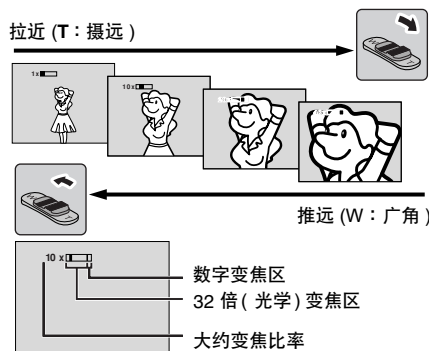 拉近 (T：摄远 )
1x
10x
推远 (W：广角 )
10 x
数字变焦区
32 倍( 光学) 变焦区
大约变焦比率